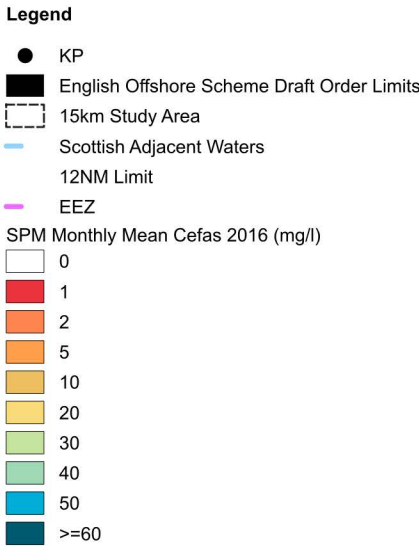 Legend
KP
English Offshore Scheme Draft Order Limits
15km Study Area
Scottish Adjacent Waters
12NM Limit
EEZ
SPM Monthly Mean Cefas 2016 (mg/l)
0
1
2
5
10
20
30
40
50
>=60